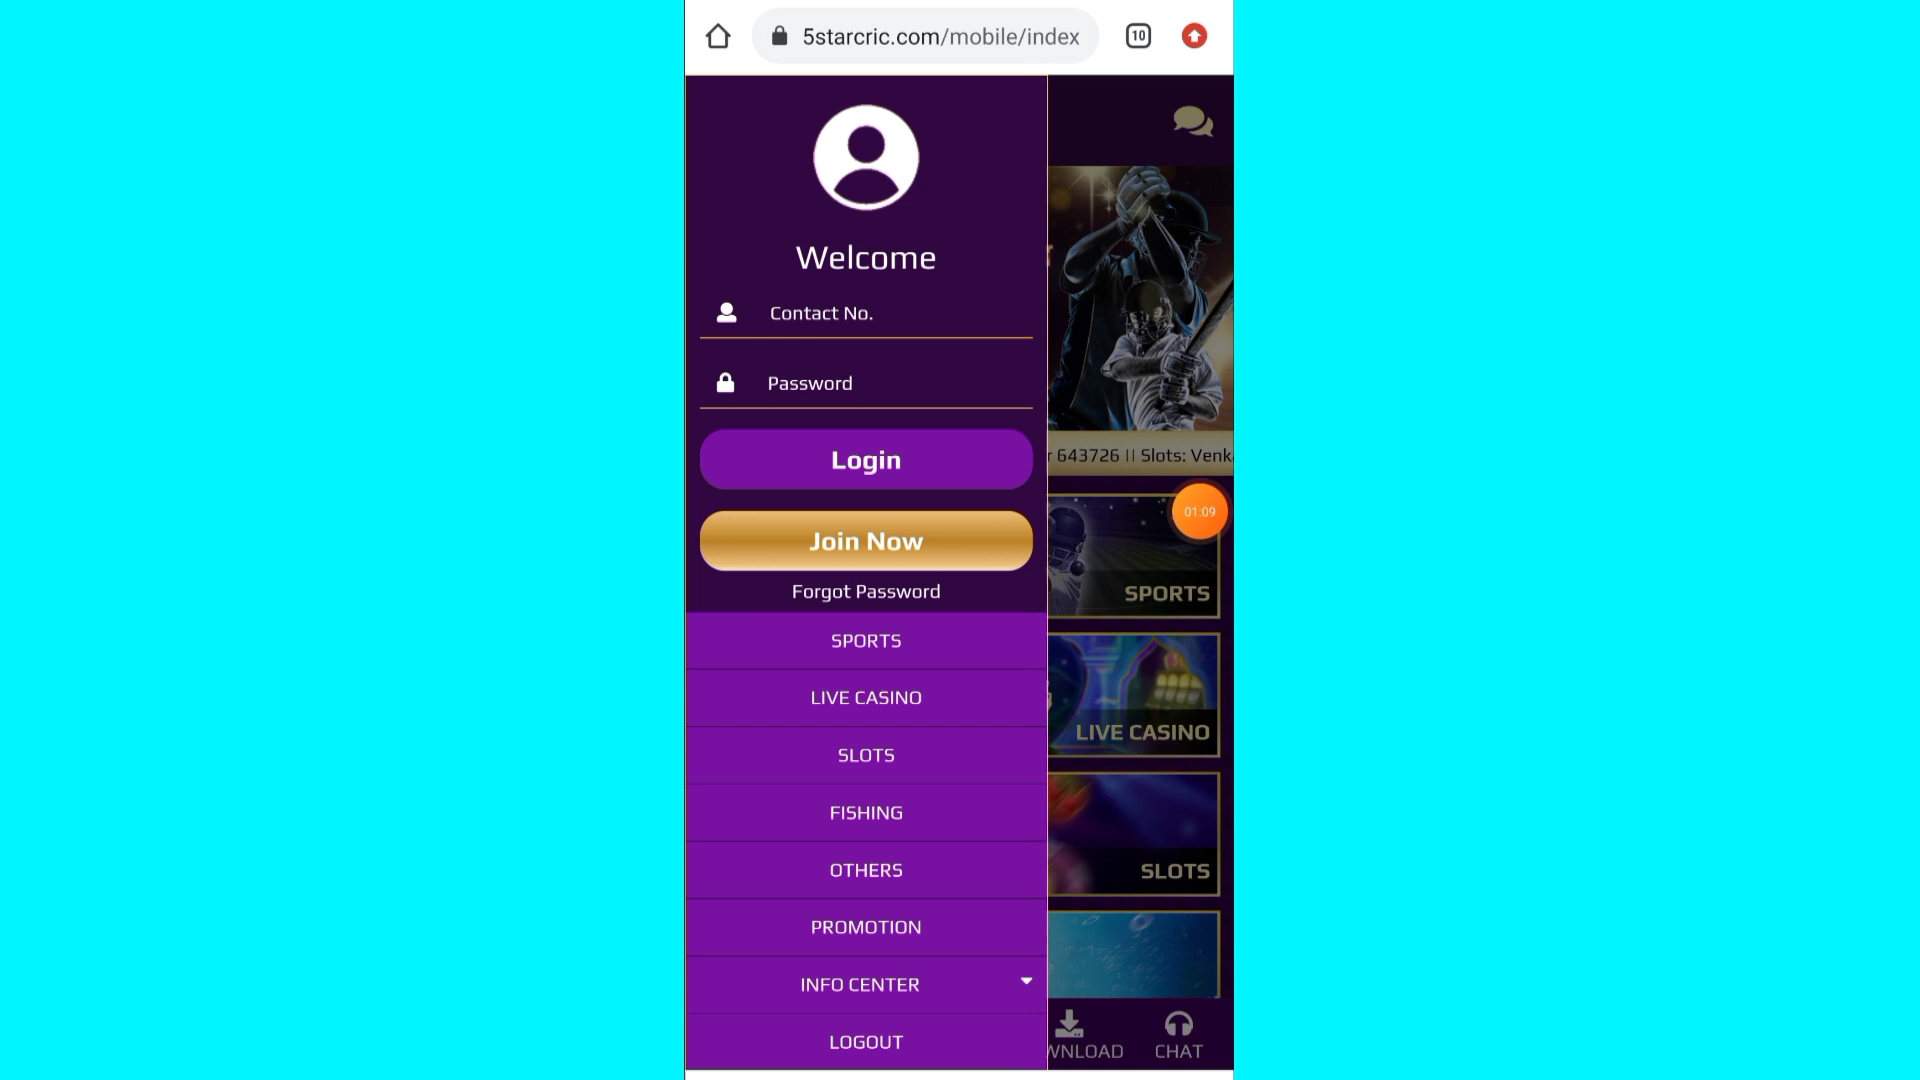 5starcric.com/mobile/index
10
Welcome
Contact No.
Password
Login
Join Now
Forgot Password
SPORTS
LIVE CASINO
SLOTS
FISHING
OTHERS
PROMOTION
INFO CENTER
LOGOUT
643726 || Slots:
01:09
SPORTS
LIVE CASINO
SLOTS
CHAT